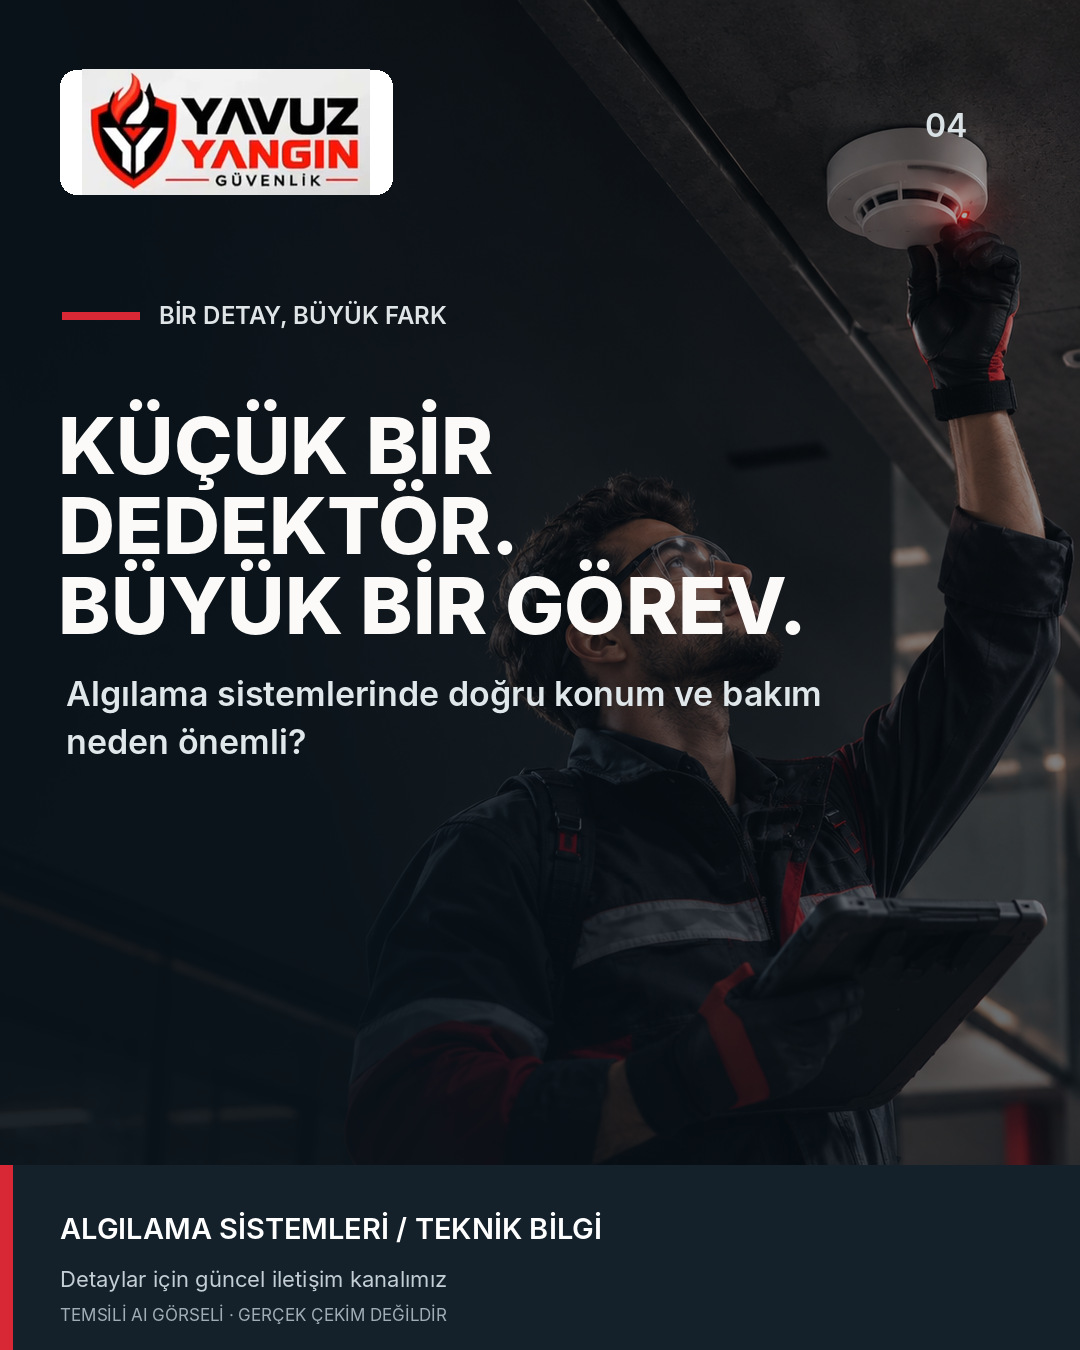 YAVUZ
YANGIN
GÜVENLİK
04
BİR DETAY, BÜYÜK FARK
KÜÇÜK BİR
DEDEKTÖR.
BÜYÜK BİR GÖREV.
Algılama sistemlerinde doğru konum ve bakım
neden önemli?
ALGILAMA SİSTEMLERİ / TEKNİK BİLGİ
Detaylar için güncel iletişim kanalımız
TEMSİLİ AI GÖRSELİ · GERÇEK ÇEKİM DEĞİLDİR